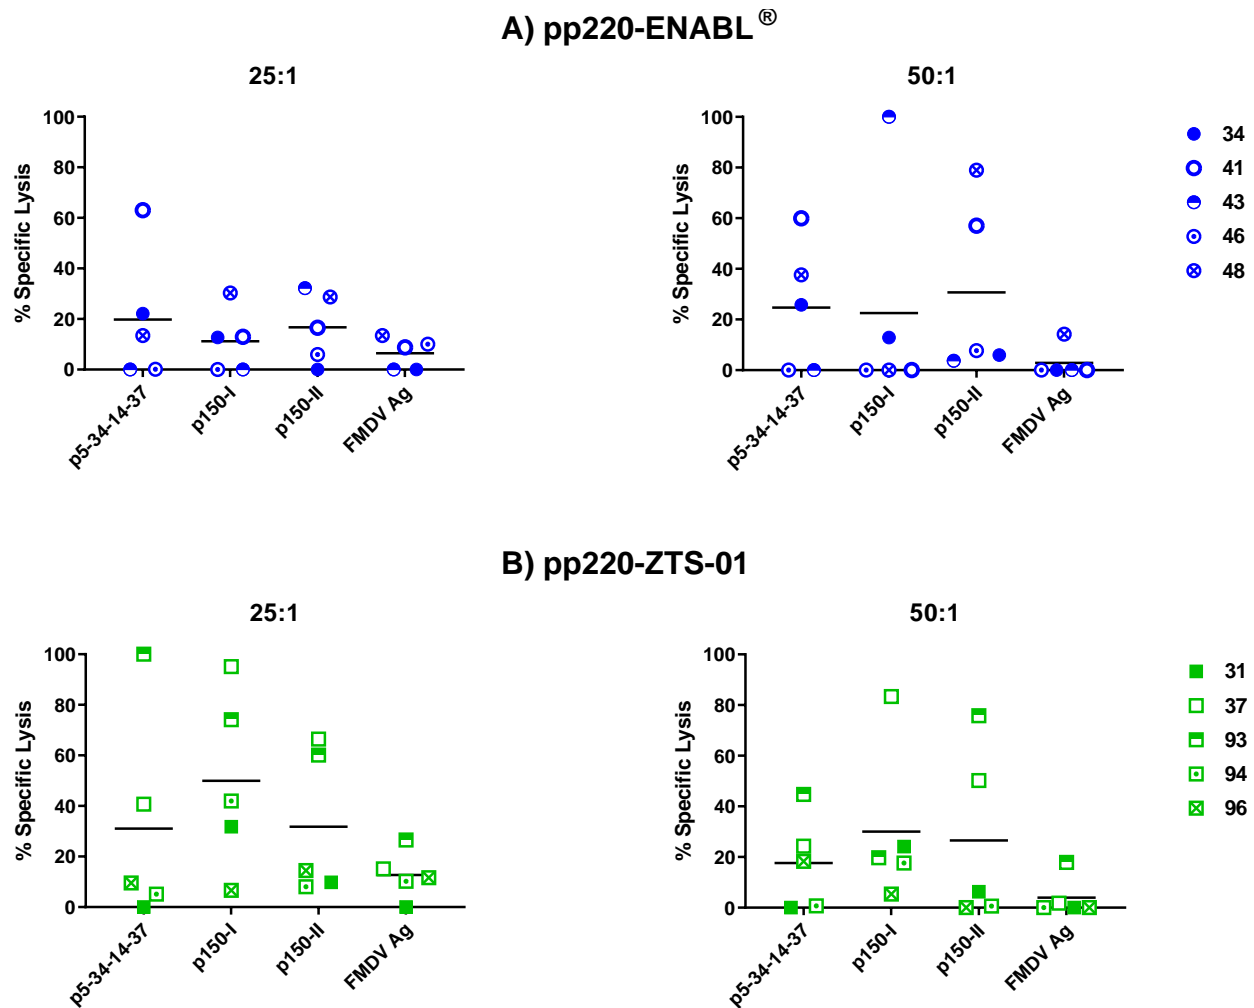 A) pp220-ENABL®
25:1
50:1
% Specific Lysis
100
80
60
40
20
0
p5-34-14-37
p150-I
p150-II
FMDV Ag
% Specific Lysis
100
80
60
40
20
0
p5-34-14-37
p150-I
p150-II
FMDV Ag
34
41
43
46
48
B) pp220-ZTS-01
25:1
50:1
% Specific Lysis
100
80
60
40
20
0
p5-34-14-37
p150-I
p150-II
FMDV Ag
% Specific Lysis
100
80
60
40
20
0
p5-34-14-37
p150-I
p150-II
FMDV Ag
31
37
93
94
96